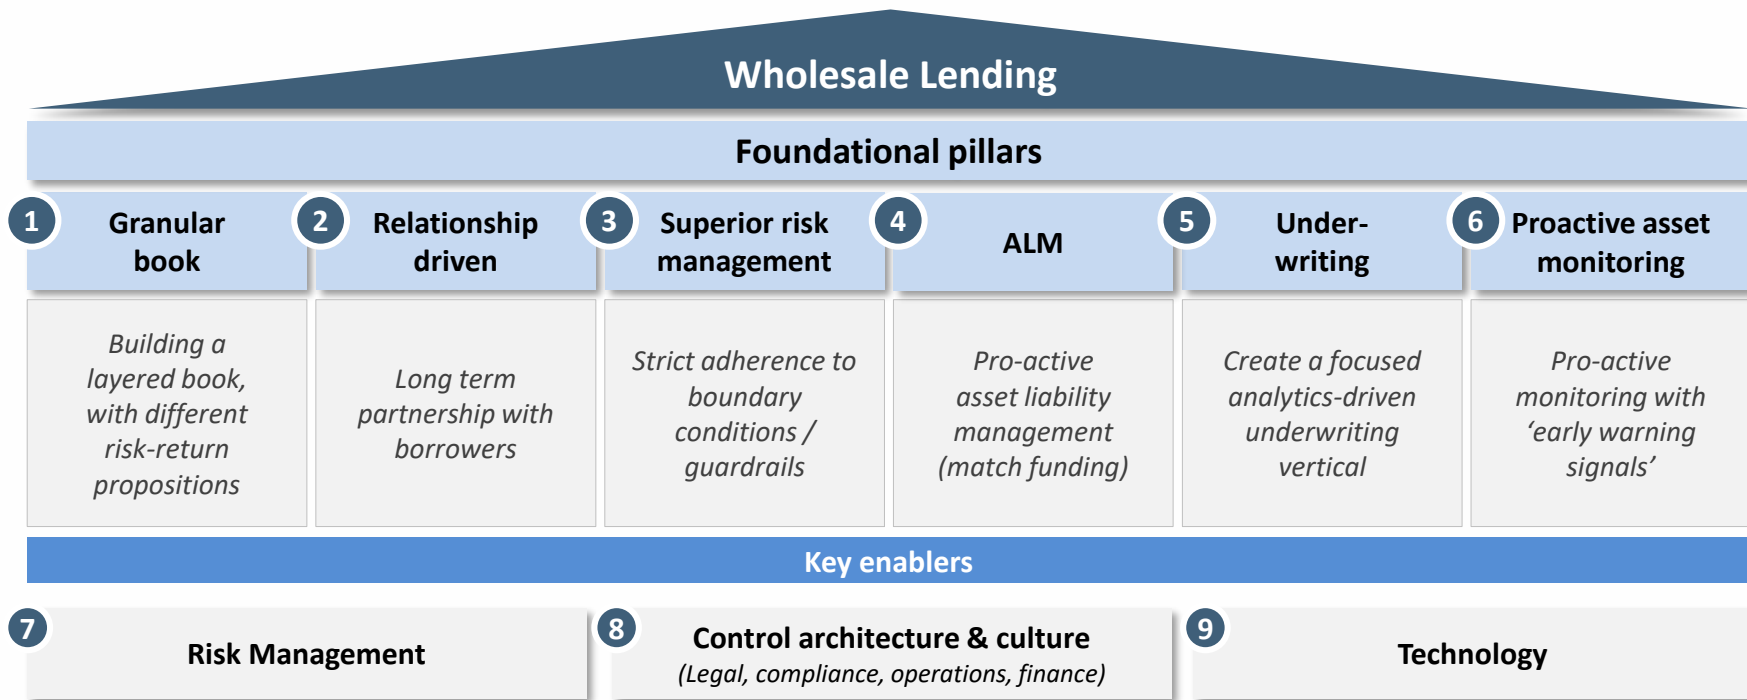 Wholesale Lending
Foundational pillars
1
Granular
book
2
Relationship
driven
3
Superior risk
management
4
ALM
5
Under-
writing
6
Proactive asset
monitoring
Building a
layered book,
with different
risk-return
propositions
Long term
partnership with
borrowers
Strict adherence to
boundary
conditions /
guardrails
Pro-active
asset liability
management
(match funding)
Create a focused
analytics-driven
underwriting
vertical
Pro-active
monitoring with
‘early warning
signals’
Key enablers
7
Risk Management
8
Control architecture & culture
(Legal, compliance, operations, finance)
9
Technology